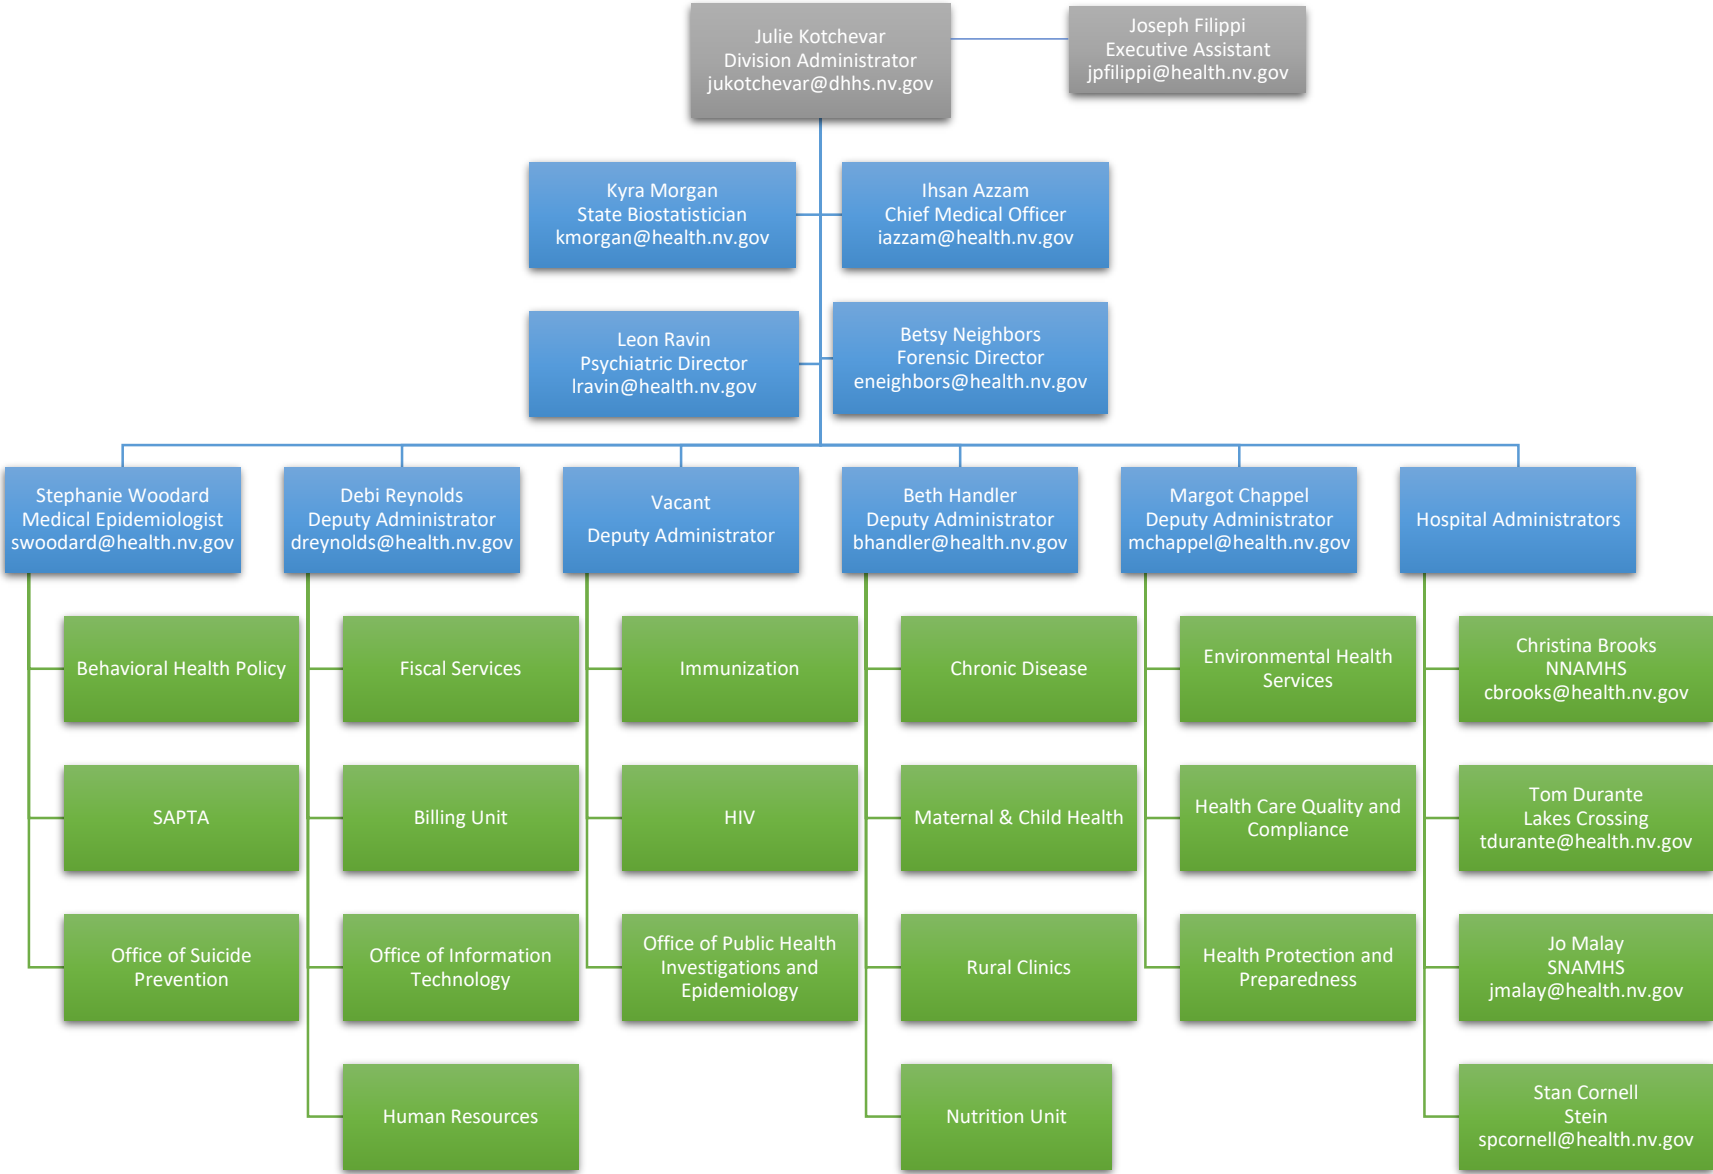 Julie Kotchevar
Division Administrator
jukotchevar@dhhs.nv.gov
Joseph Filippi
Executive Assistant
jpfilippi@health.nv.gov
Kyra Morgan
State Biostatistician
kmorgan@health.nv.gov
Ihsan Azzam
Chief Medical Officer
iazzam@health.nv.gov
Leon Ravin
Psychiatric Director
lravin@health.nv.gov
Betsy Neighbors
Forensic Director
eneighbors@health.nv.gov
Stephanie Woodard
Medical Epidemiologist
swoodard@health.nv.gov
Debi Reynolds
Deputy Administrator
dreynolds@health.nv.gov
Vacant
Deputy Administrator
Beth Handler
Deputy Administrator
bhandler@health.nv.gov
Margot Chappel
Deputy Administrator
mchappel@health.nv.gov
Hospital Administrators
Behavioral Health Policy
Fiscal Services
Immunization
Chronic Disease
Environmental Health
Services
Christina Brooks
NNAMHS
cbrooks@health.nv.gov
SAPTA
Billing Unit
HIV
Maternal & Child Health
Health Care Quality and
Compliance
Tom Durante
Lakes Crossing
tdurante@health.nv.gov
Office of Suicide
Prevention
Office of Information
Technology
Office of Public Health
Investigations and
Epidemiology
Rural Clinics
Health Protection and
Preparedness
Jo Malay
SNAMHS
jmalay@health.nv.gov
Human Resources
Nutrition Unit
Stan Cornell
Stein
spcornell@health.nv.gov